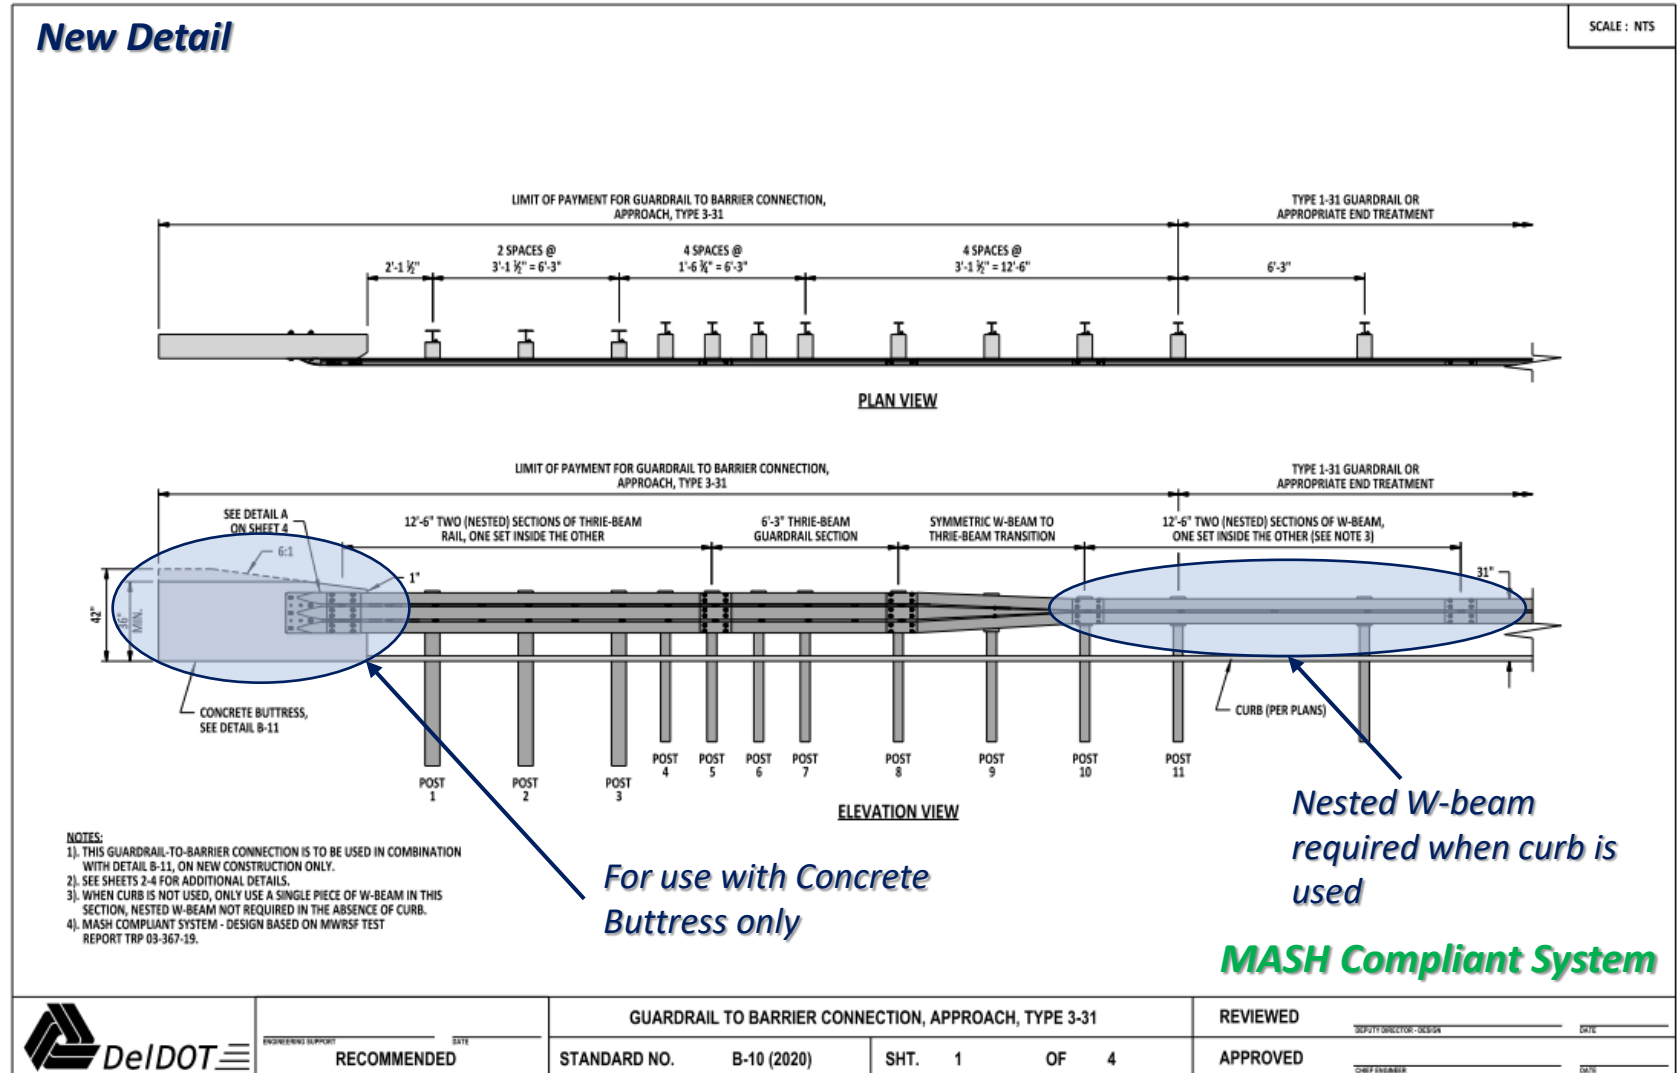 New Detail
SCALE : NTS
LIMIT OF PAYMENT FOR GUARDRAIL TO BARRIER CONNECTION,
APPROACH, TYPE 3-31
TYPE 1-31 GUARDRAIL OR
APPROPRIATE END TREATMENT
2'-1 ½"
2 SPACES @
3'-1 ½" = 6'-3"
4 SPACES @
1'-6 ¾" = 6'-3"
4 SPACES @
3'-1 ½" = 12'-6"
6'-3"
PLAN VIEW
LIMIT OF PAYMENT FOR GUARDRAIL TO BARRIER CONNECTION,
APPROACH, TYPE 3-31
TYPE 1-31 GUARDRAIL OR
APPROPRIATE END TREATMENT
SEE DETAIL A
ON SHEET 4
12'-6" TWO (NESTED) SECTIONS OF THRIE-BEAM
RAIL, ONE SET INSIDE THE OTHER
6'-3" THRIE-BEAM
GUARDRAIL SECTION
SYMMETRIC W-BEAM TO
THRIE-BEAM TRANSITION
12'-6" TWO (NESTED) SECTIONS OF W-BEAM,
ONE SET INSIDE THE OTHER (SEE NOTE 3)
6:1
1"
31"
42"
36"
MIN.
CONCRETE BUTTRESS,
SEE DETAIL B-11
CURB (PER PLANS)
POST
1
POST
2
POST
3
POST
4
POST
5
POST
6
POST
7
POST
8
POST
9
POST
10
POST
11
ELEVATION VIEW
NOTES:
1). THIS GUARDRAIL-TO-BARRIER CONNECTION IS TO BE USED IN COMBINATION
WITH DETAIL B-11, ON NEW CONSTRUCTION ONLY.
2). SEE SHEETS 2-4 FOR ADDITIONAL DETAILS.
3). WHEN CURB IS NOT USED, ONLY USE A SINGLE PIECE OF W-BEAM IN THIS
SECTION, NESTED W-BEAM NOT REQUIRED IN THE ABSENCE OF CURB.
4). MASH COMPLIANT SYSTEM - DESIGN BASED ON MWRSF TEST
REPORT TRP 03-367-19.
For use with Concrete
Buttress only
Nested W-beam
required when curb is
used
MASH Compliant System
DelDOT
ENGINEERING SUPPORT
DATE
RECOMMENDED
GUARDRAIL TO BARRIER CONNECTION, APPROACH, TYPE 3-31
STANDARD NO. B-10 (2020)
SHT. 1 OF 4
REVIEWED
DEPUTY DIRECTOR - DESIGN
DATE
APPROVED
CHIEF ENGINEER
DATE